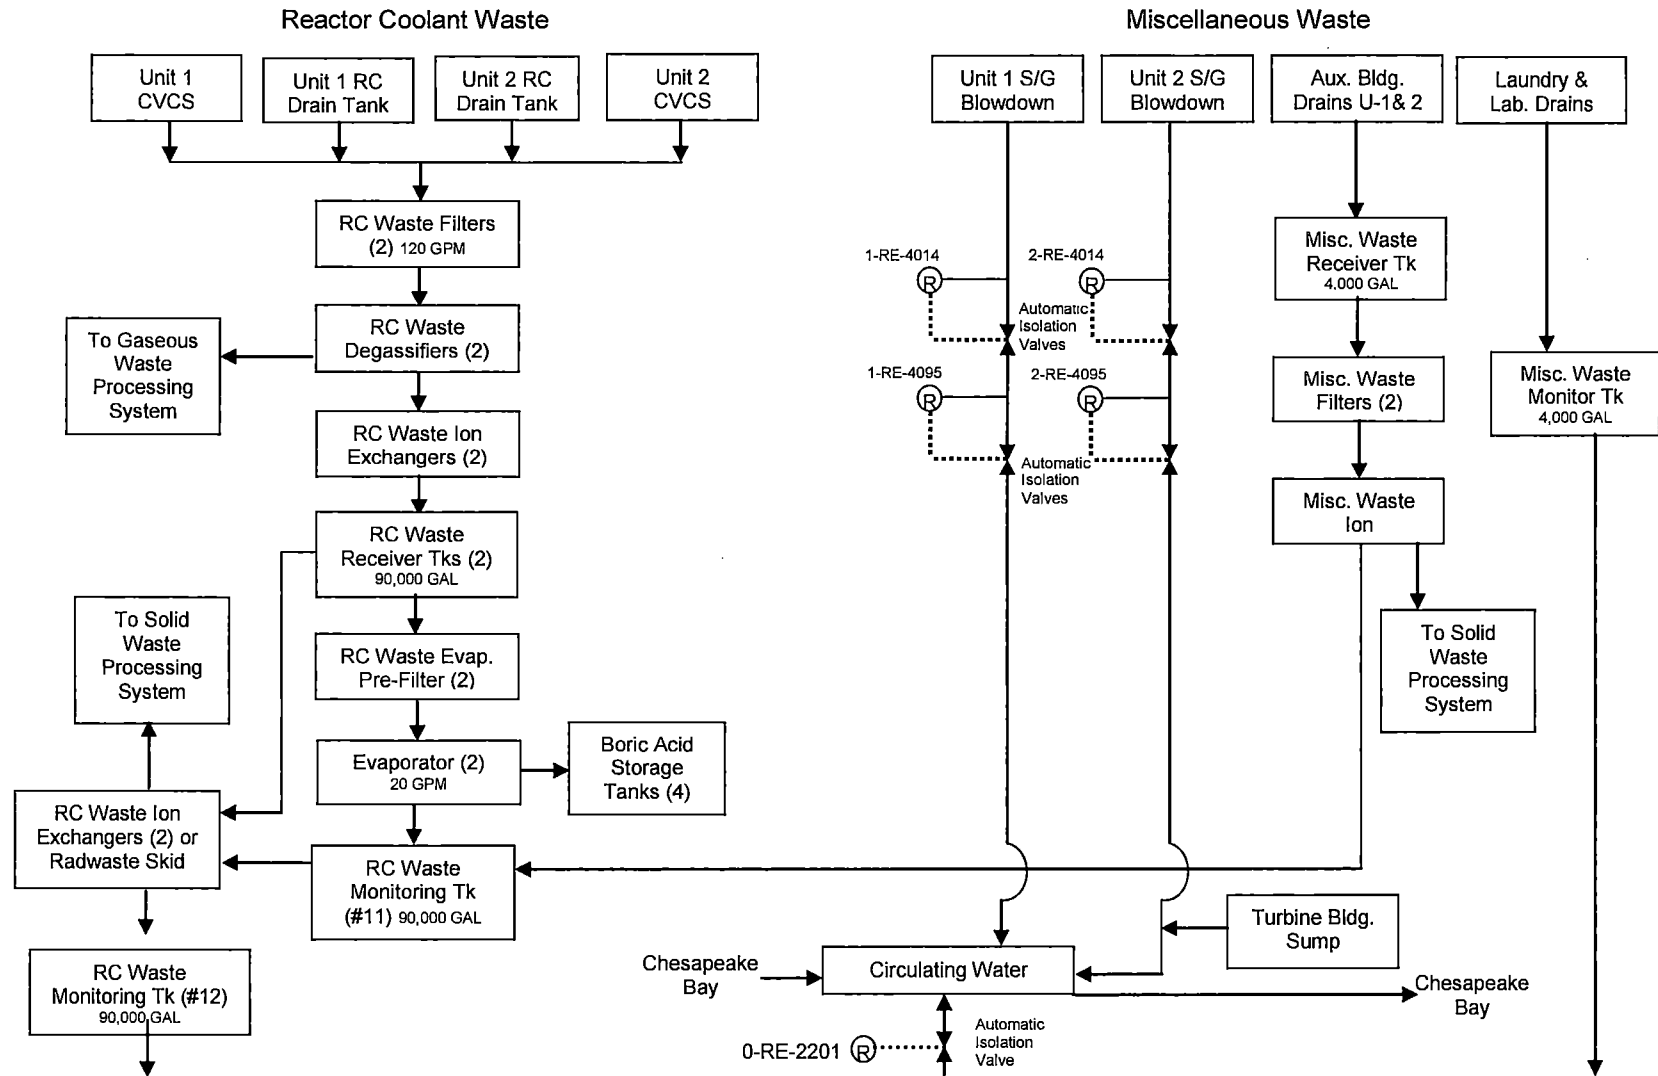 Reactor Coolant Waste
Miscellaneous Waste
Unit 1
CVCS
Unit 1 RC
Drain Tank
Unit 2 RC
Drain Tank
Unit 2
CVCS
Unit 1 S/G
Blowdown
Unit 2 S/G
Blowdown
Aux. Bldg.
Drains U-1& 2
Laundry &
Lab. Drains
RC Waste Filters
(2) 120 GPM
Misc. Waste
Receiver Tk
4,000 GAL
1-RE-4014
R
2-RE-4014
R
Automatic
Isolation
Valves
To Gaseous
Waste
Processing
System
RC Waste
Degassifiers (2)
1-RE-4095
R
2-RE-4095
R
Misc. Waste
Filters (2)
Misc. Waste
Monitor Tk
4,000 GAL
RC Waste Ion
Exchangers (2)
Automatic
Isolation
Valves
Misc. Waste
Ion
RC Waste
Receiver Tks (2)
90,000 GAL
To Solid
Waste
Processing
System
To Solid
Waste
Processing
System
RC Waste Evap.
Pre-Filter (2)
Evaporator (2)
20 GPM
Boric Acid
Storage
Tanks (4)
RC Waste Ion
Exchangers (2) or
Radwaste Skid
RC Waste
Monitoring Tk
(#11) 90,000 GAL
Turbine Bldg.
Sump
Chesapeake
Bay
Circulating Water
Chesapeake
Bay
RC Waste
Monitoring Tk (#12)
90,000 GAL
0-RE-2201
R
Automatic
Isolation
Valve